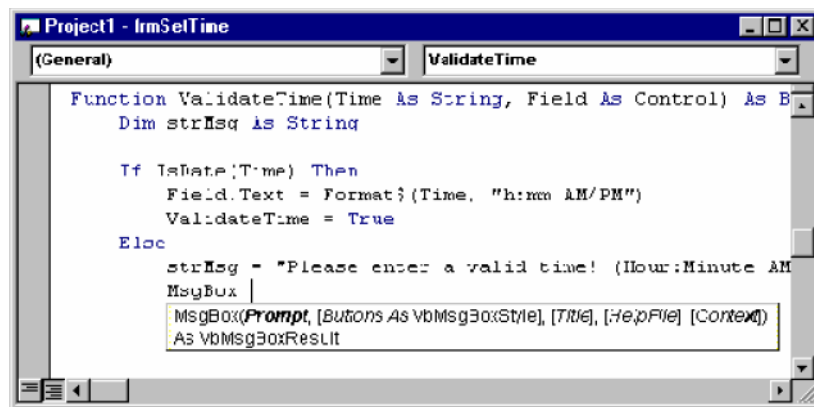 Project1 - frmSetTime
(General) ValidateTime
Function ValidateTime(Time As String, Field As Control) As B
Dim strMsg As String
If IsDate(Time) Then
Field.Text = Format$(Time, "h:mm AM/PM")
ValidateTime = True
Else
strMsg = "Please enter a valid time! (Hour:Minute AM
MsgBox
MsgBox(Prompt, [Buttons As VbMsgBoxStyle], [Title], [HelpFile] [Context])
As VbMsgBoxResult